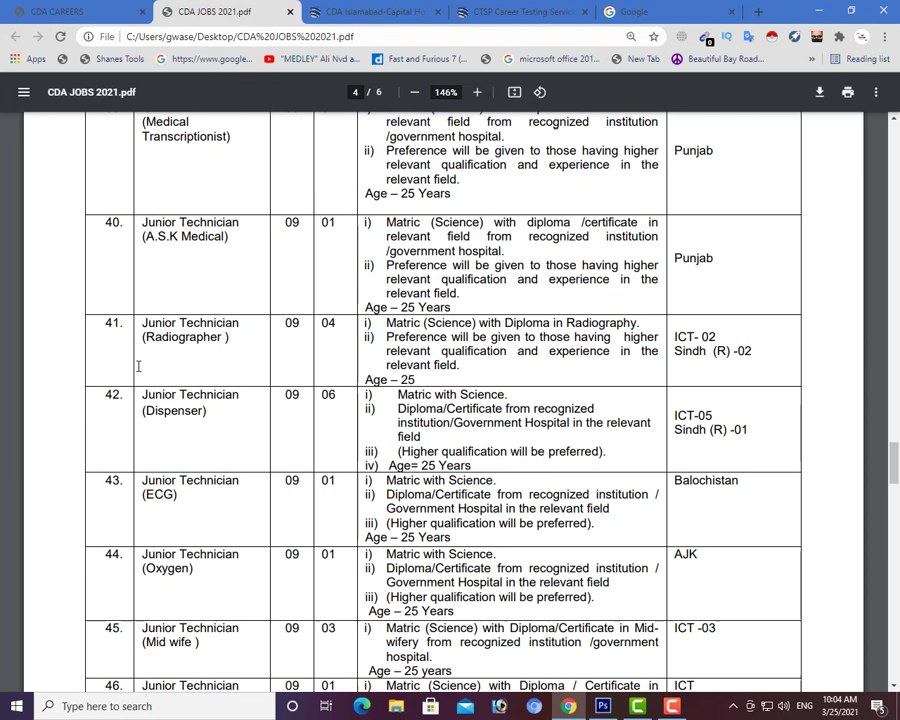 CDA CAREERS
CDA JOBS 2021.pdf
CDA Islamabad-Capital H
CTSP Career Testing Servic
Google
File
C:/Users/gwase/Desktop/CDA%20JOBS%202021.pdf
Apps
Shanes Tools
https://www.google...
"MEDLEY" Ali Nvd a...
Fast and Furious 7 (...
microsoft office 201...
New Tab
Beautiful Bay Road...
»
Reading list
CDA JOBS 2021.pdf
4 / 6
146%
(Medical
Transcriptionist)
relevant field from recognized institution
/government hospital.
ii) Preference will be given to those having higher
relevant qualification and experience in the
relevant field.
Age – 25 Years
Punjab
40.
Junior Technician
(A.S.K Medical)
09
01
i) Matric (Science) with diploma /certificate in
relevant field from recognized institution
/government hospital.
ii) Preference will be given to those having higher
relevant qualification and experience in the
relevant field.
Age – 25 Years
Punjab
41.
Junior Technician
(Radiographer )
09
04
i) Matric (Science) with Diploma in Radiography.
ii) Preference will be given to those having higher
relevant qualification and experience in the
relevant field.
Age – 25
ICT- 02
Sindh (R) -02
42.
Junior Technician
(Dispenser)
09
06
i) Matric with Science.
ii) Diploma/Certificate from recognized
institution/Government Hospital in the relevant
field
iii) (Higher qualification will be preferred).
iv) Age= 25 Years
ICT-05
Sindh (R) -01
43.
Junior Technician
(ECG)
09
01
i) Matric with Science.
ii) Diploma/Certificate from recognized institution /
Government Hospital in the relevant field
iii) (Higher qualification will be preferred).
Age – 25 Years
Balochistan
44.
Junior Technician
(Oxygen)
09
01
i) Matric with Science.
ii) Diploma/Certificate from recognized institution /
Government Hospital in the relevant field
iii) (Higher qualification will be preferred).
Age – 25 Years
AJK
45.
Junior Technician
(Mid wife )
09
03
i) Matric (Science) with Diploma/Certificate in Mid-
wifery from recognized institution /government
hospital.
Age – 25 years
ICT -03
46.
Junior Technician
09
01
i) Matric (Science) with Diploma / Certificate in
ICT
Type here to search
ENG
10:04 AM
3/25/2021